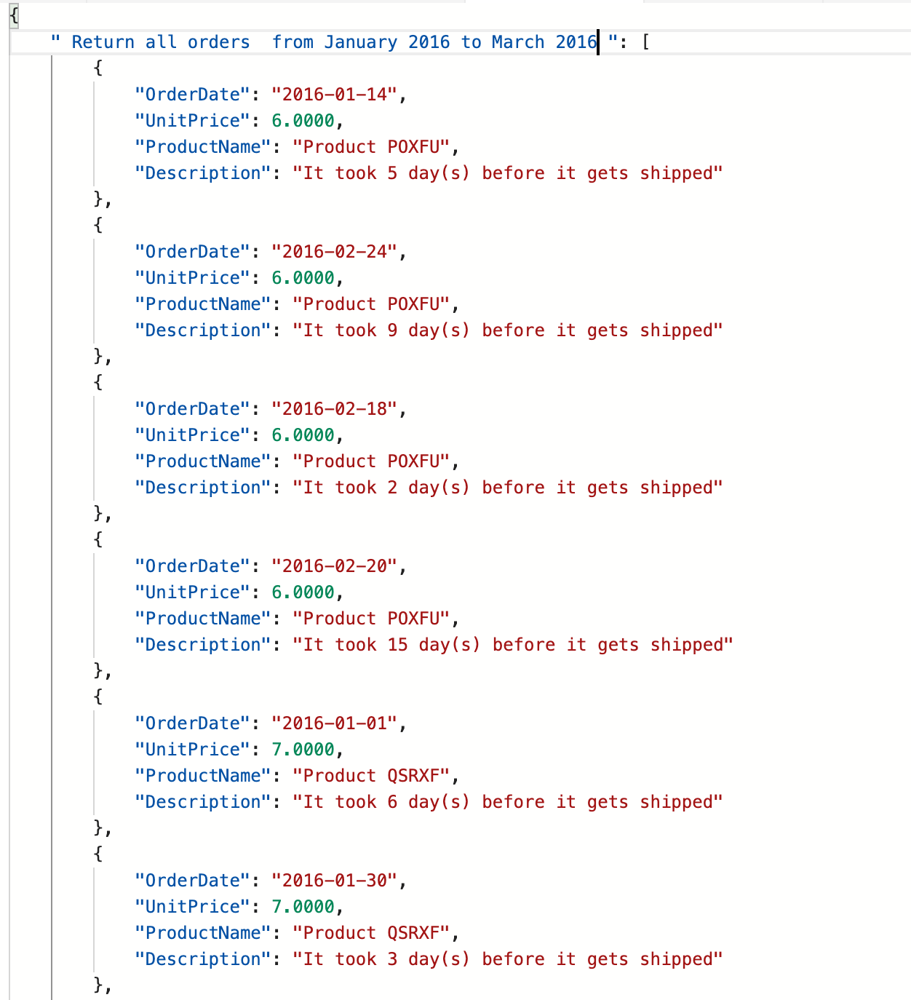 {
" Return all orders  from January 2016 to March 2016 ": [
{
"OrderDate": "2016-01-14",
"UnitPrice": 6.0000,
"ProductName": "Product POXFU",
"Description": "It took 5 day(s) before it gets shipped"
},
{
"OrderDate": "2016-02-24",
"UnitPrice": 6.0000,
"ProductName": "Product POXFU",
"Description": "It took 9 day(s) before it gets shipped"
},
{
"OrderDate": "2016-02-18",
"UnitPrice": 6.0000,
"ProductName": "Product POXFU",
"Description": "It took 2 day(s) before it gets shipped"
},
{
"OrderDate": "2016-02-20",
"UnitPrice": 6.0000,
"ProductName": "Product POXFU",
"Description": "It took 15 day(s) before it gets shipped"
},
{
"OrderDate": "2016-01-01",
"UnitPrice": 7.0000,
"ProductName": "Product QSRXF",
"Description": "It took 6 day(s) before it gets shipped"
},
{
"OrderDate": "2016-01-30",
"UnitPrice": 7.0000,
"ProductName": "Product QSRXF",
"Description": "It took 3 day(s) before it gets shipped"
},